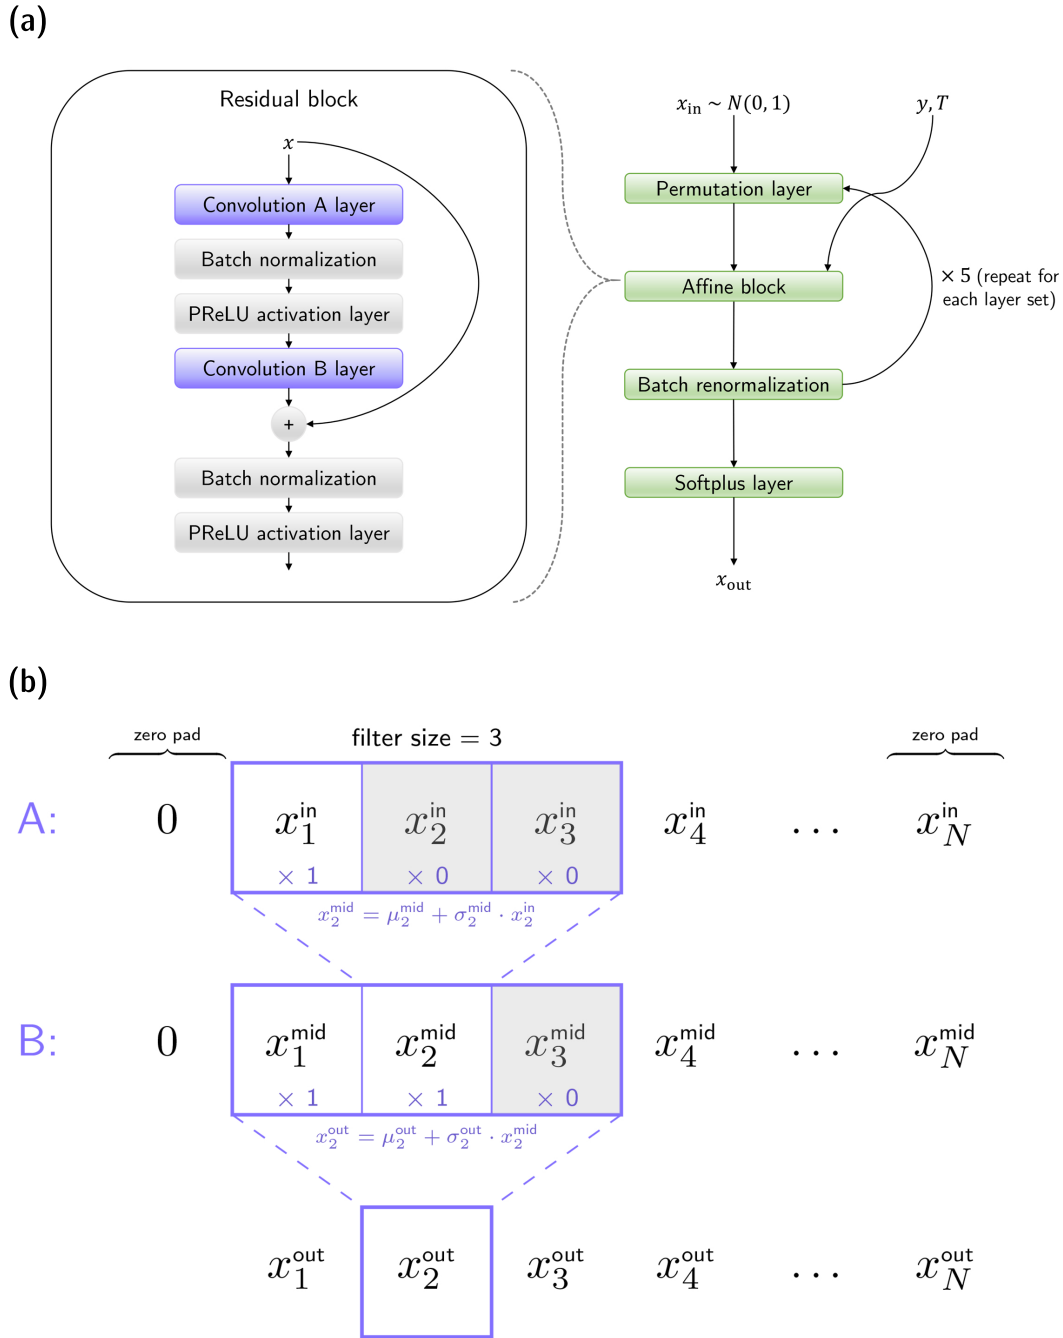 (a)
Residual block
x
Convolution A layer
Batch normalization
PReLU activation layer
Convolution B layer
+
Batch normalization
PReLU activation layer
x_in ~ N(0, 1)
y, T
Permutation layer
Affine block
× 5 (repeat for
each layer set)
Batch renormalization
Softplus layer
x_out
(b)
zero pad
filter size = 3
zero pad
A: 0 x_1^in x_2^in x_3^in x_4^in ... x_N^in
× 1 × 0 × 0
x_2^mid = μ_2^mid + σ_2^mid · x_2^in
B: 0 x_1^mid x_2^mid x_3^mid x_4^mid ... x_N^mid
× 1 × 1 × 0
x_2^out = μ_2^out + σ_2^out · x_2^mid
x_1^out x_2^out x_3^out x_4^out ... x_N^out